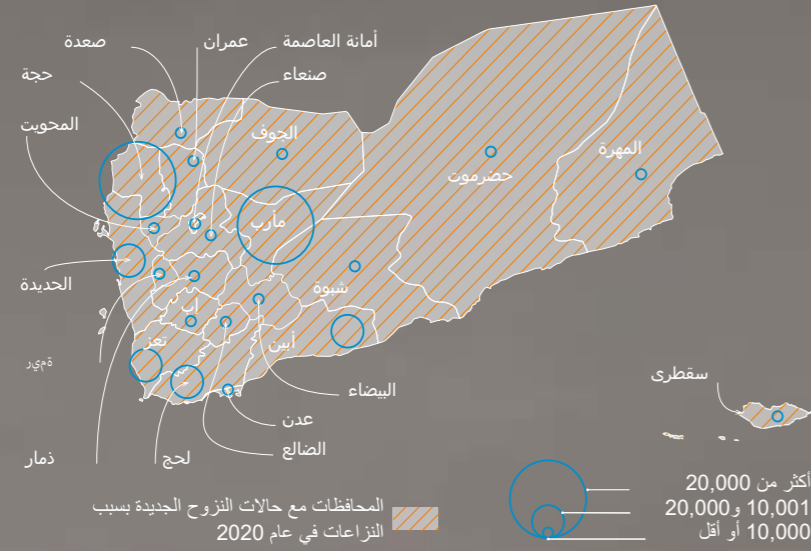 أمانة العاصمة
عمران
صعدة
صنعاء
حجة
المحويت
الجوف
المهرة
حضرموت
مأرب
الحديدة
شبوة
إب
تعز
أبين
ةميرﻳ
سقطرى
البيضاء
عدن
الضالع
لحج
ذمار
أكثر من 20,000
10,001 و20,000
10,000 أو أقل
المحافظات مع حالات النزوح الجديدة بسبب
النزاعات في عام 2020